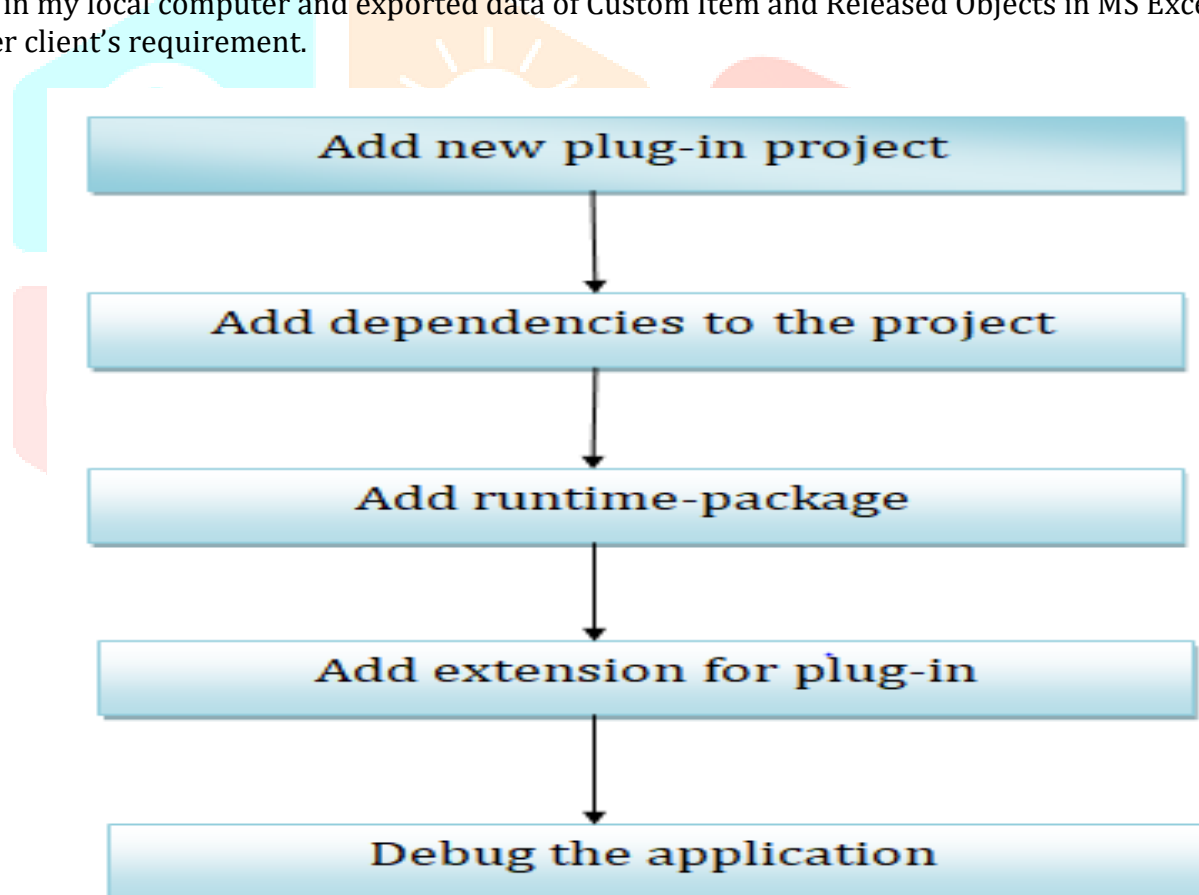 in my local computer and exported data of Custom Item and Released Objects in MS
client's requirement.
Add new plug-in project
Add dependencies to the project
Add runtime-package
Add extension for plug-in
Debug the application